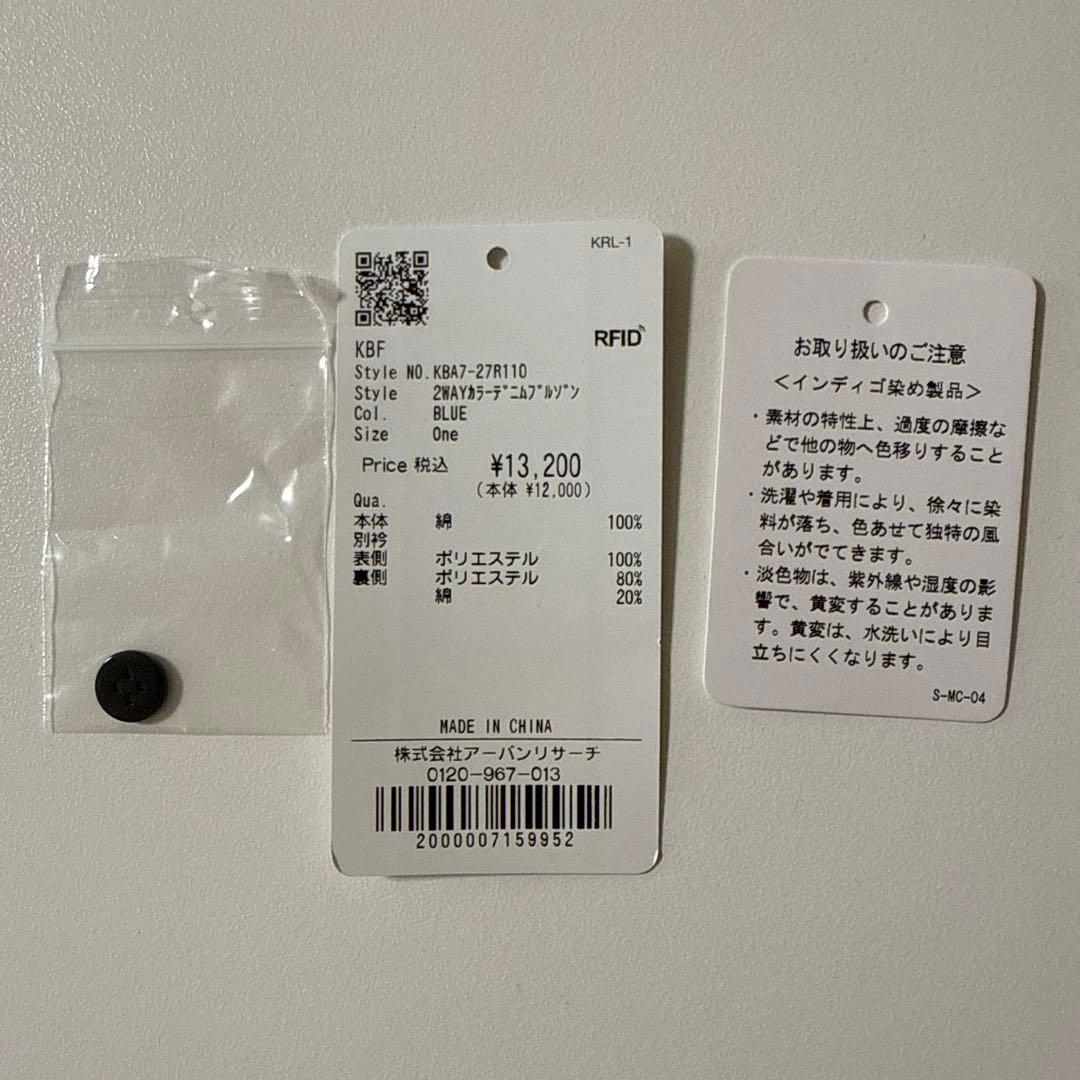 KRL-1
RFID
KBF
Style NO.KBA7-27R110
Style 2WAYｶﾗｰﾃﾞﾆﾑﾌﾞﾙｿﾞﾝ
Col. BLUE
Size One
Price 税込 ¥13,200
(本体 ¥12,000)
Qua.
本体 綿 100%
別衿
表側 ポリエステル 100%
裏側 ポリエステル 80%
綿 20%
MADE IN CHINA
株式会社アーバンリサーチ
0120-967-013
2000007159952
お取り扱いのご注意
＜インディゴ染め製品＞
・素材の特性上、過度の摩擦な
どで他の物へ色移りすること
があります。
・洗濯や着用により、徐々に染
料が落ち、色あせて独特の風
合いがでてきます。
・淡色物は、紫外線や湿度の影
響で、黄変することがありま
す。黄変は、水洗いにより目
立ちにくくなります。
S-MC-04